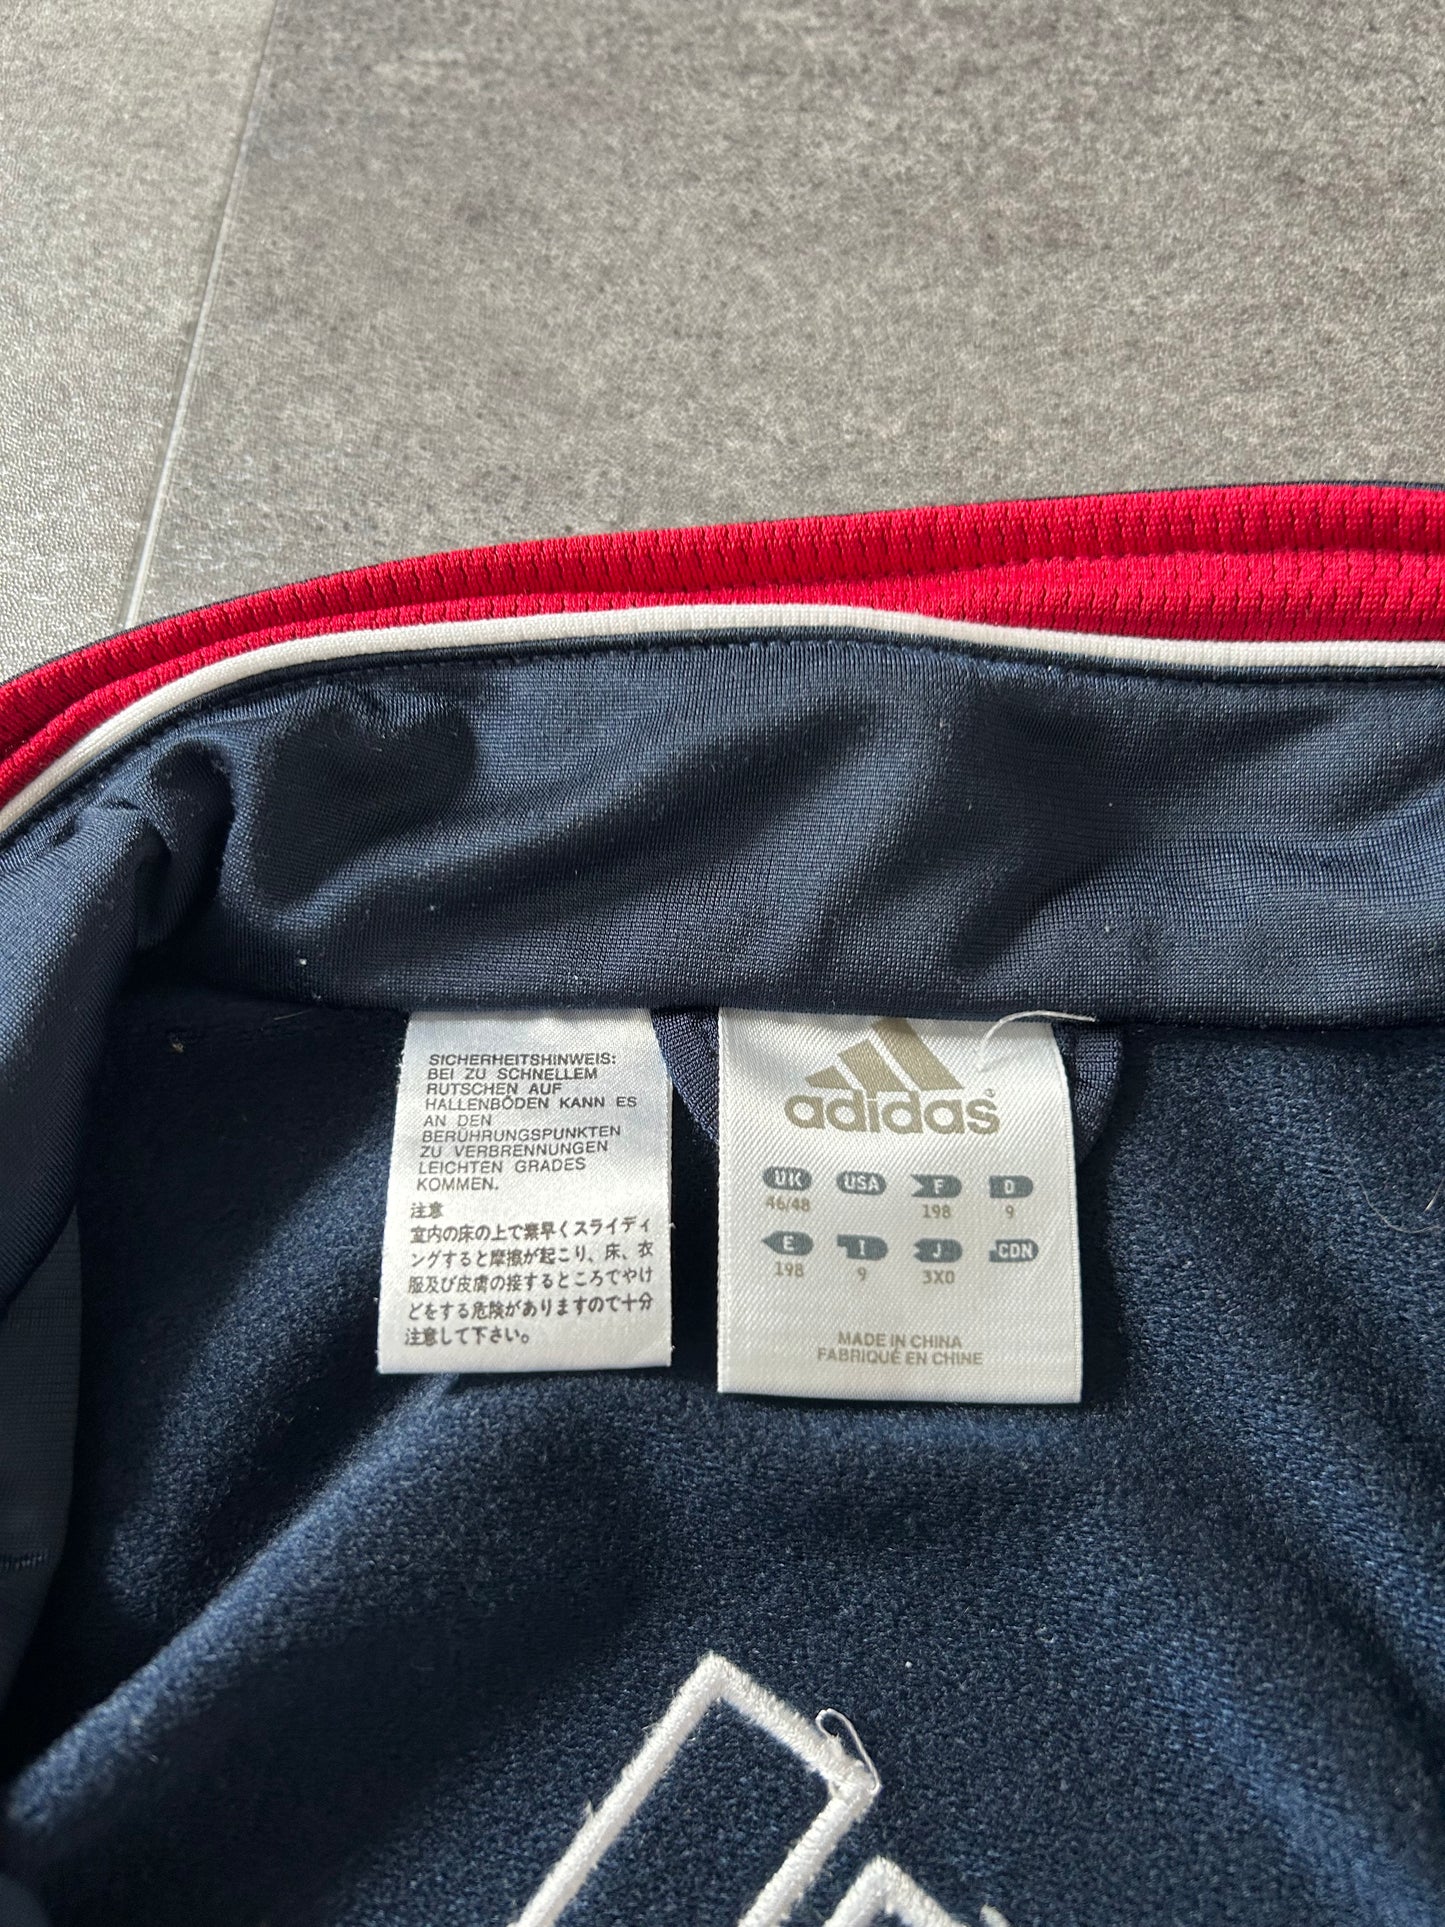 SICHERHEITSHINWEIS:
BEI ZU SCHNELLEM
RUTSCHEN AUF
HALLENBÖDEN KANN ES
AN DEN
BERÜHRUNGSPUNKTEN
ZU VERBRENNUNGEN
LEICHTEN GRADES
KOMMEN.
注意
室内の床の上で素早くスライディ
ングすると摩擦が起こり、床、衣
服及び皮膚の接するところでやけ
どをする危険がありますので十分
注意して下さい。
adidas®
UK USA F D
46/48 198 9
E I J CDN
198 9 3XO
MADE IN CHINA
FABRIQUÉ EN CHINE